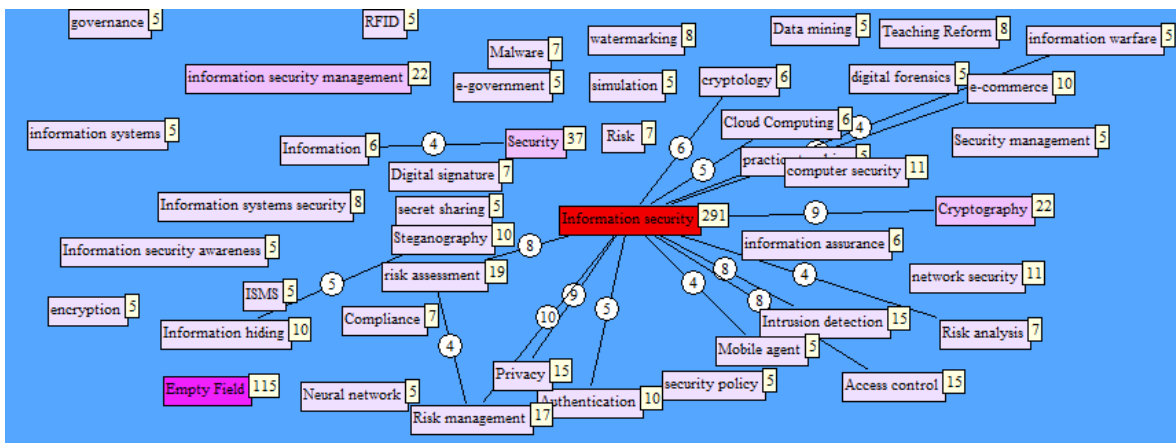 governance 5
RFID 5
Malware 7
watermarking 8
Data mining 5
Teaching Reform 8
information warfare 5
information security management 22
e-government 5
simulation 5
cryptology 6
digital forensics 5
e-commerce 10
information systems 5
Information 6
4
Security 37
Risk 7
6
Cloud Computing 6
4
Security management 5
Digital signature 7
5
computer security 11
Information systems security 8
secret sharing 5
Information security 291
9
Cryptography 22
Steganography 10
8
Information security awareness 5
information assurance 6
risk assessment 19
5
9
4
8
4
network security 11
ISMS 5
encryption 5
Information hiding 10
Compliance 7
4
10
5
8
Intrusion detection 15
Risk analysis 7
Mobile agent 5
Empty Field 115
Neural network 5
Privacy 15
security policy 5
Access control 15
Risk management 17
Authentication 10